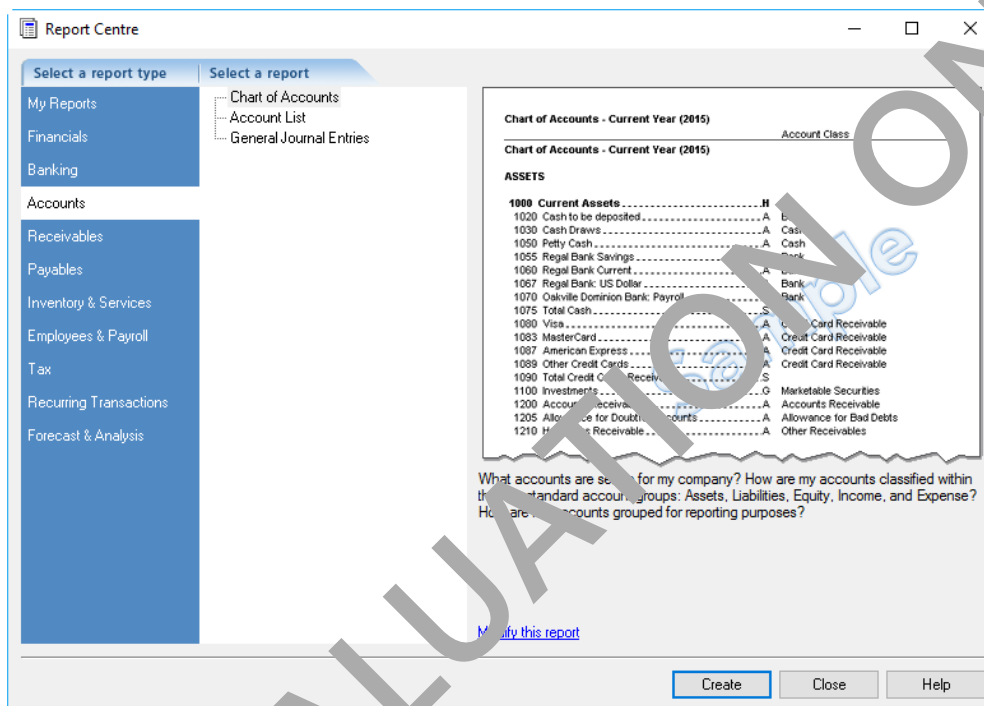 Report Centre
Select a report type
Select a report
My Reports
Financials
Banking
Accounts
Receivables
Payables
Inventory & Services
Employees & Payroll
Tax
Recurring Transactions
Forecast & Analysis
Chart of Accounts
Account List
General Journal Entries
Chart of Accounts - Current Year (2015)
Account Class
Chart of Accounts - Current Year (2015)
ASSETS
1000 Current Assets H
1020 Cash to be deposited A
1030 Cash Draws A
1050 Petty Cash A Cash
1055 Regal Bank Savings
1060 Regal Bank Current A
1067 Regal Bank: US Dollar Bank
1070 Oakville Dominion Bank: Payroll Bank
1075 Total Cash S
1080 Visa A Card Receivable
1083 MasterCard A Credit Card Receivable
1087 American Express A Credit Card Receivable
1089 Other Credit Cards A Credit Card Receivable
1090 Total Credit S
1100 Investments G Marketable Securities
1200 A Accounts Receivable
1205 for A Allowance for Bad Debts
1210 Receivable A Other Receivables
Sample
What accounts are for my company? How are my accounts classified within
standard account groups: Assets, Liabilities, Equity, Income, and Expense?
are grouped for reporting purposes?
this report
Create
Close
Help